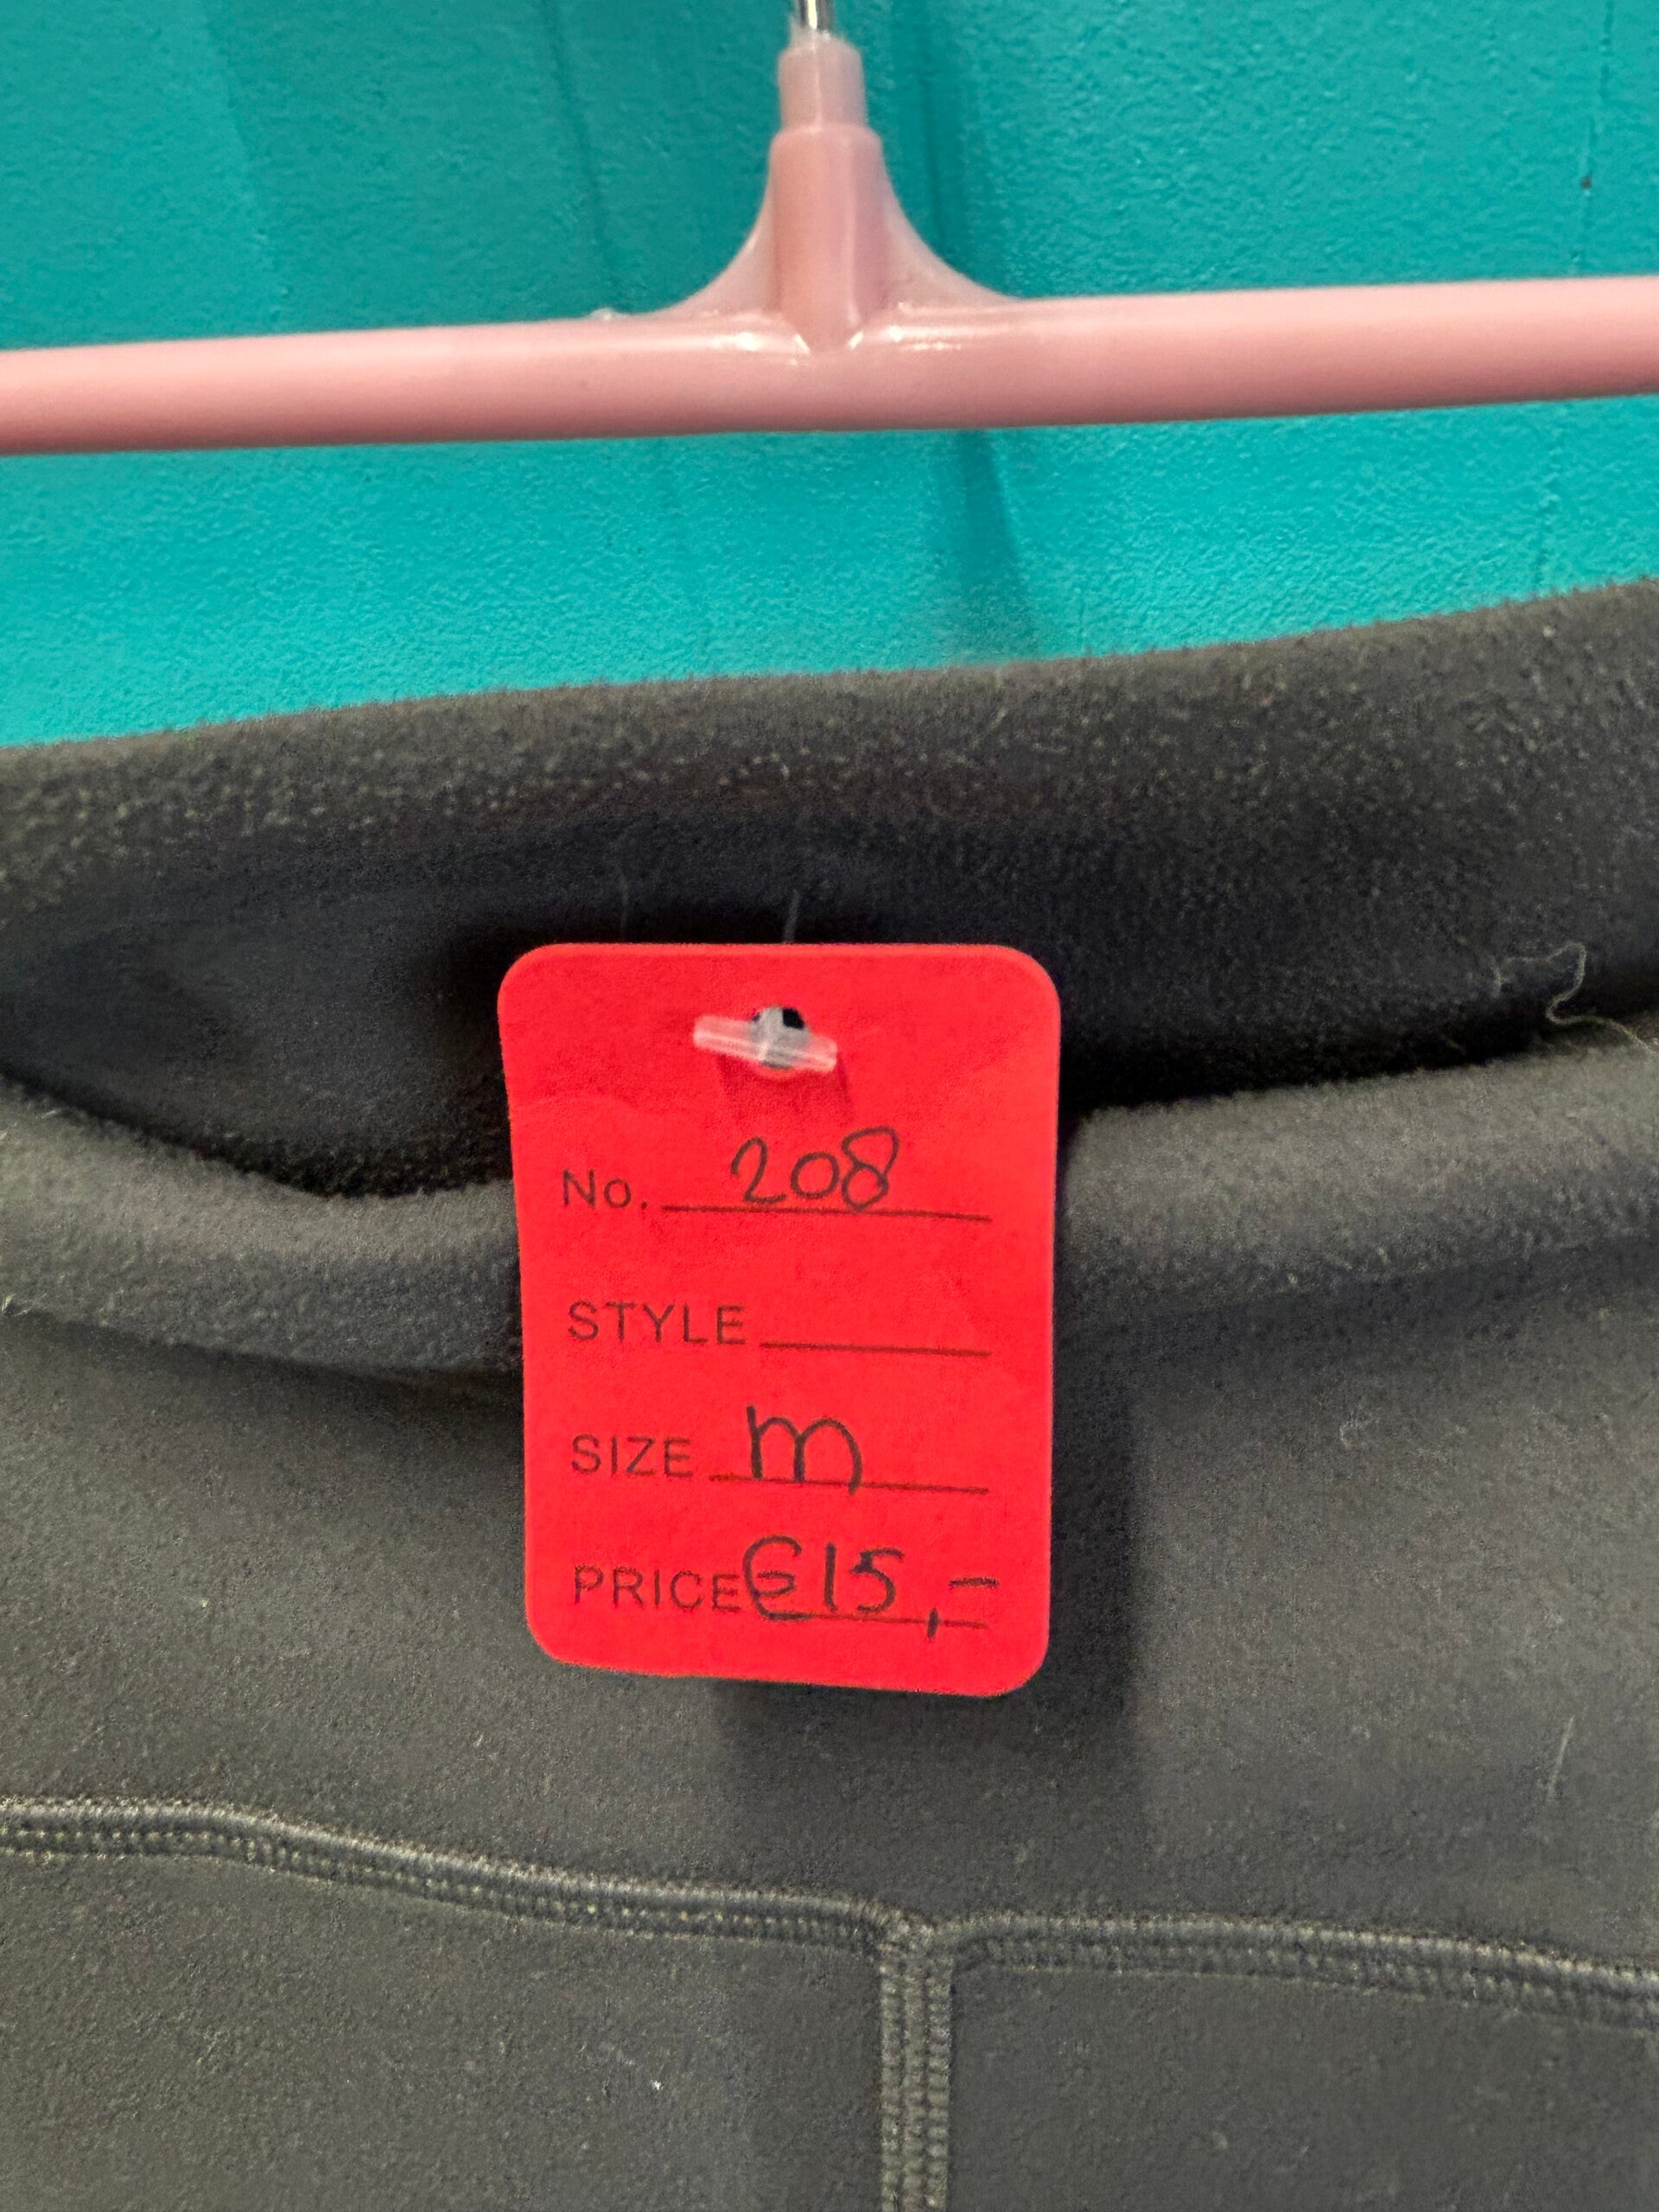 No. 208
STYLE
SIZE m
PRICE €15,=